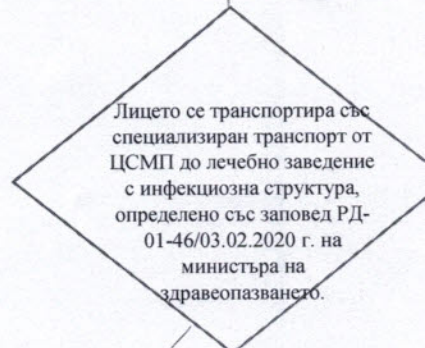 Лицето се транспортира със
специализиран транспорт от
ЦСМП до лечебно заведение
с инфекциозна структура,
определено със заповед РД-
01-46/03.02.2020 г. на
министъра на
здравеопазването.